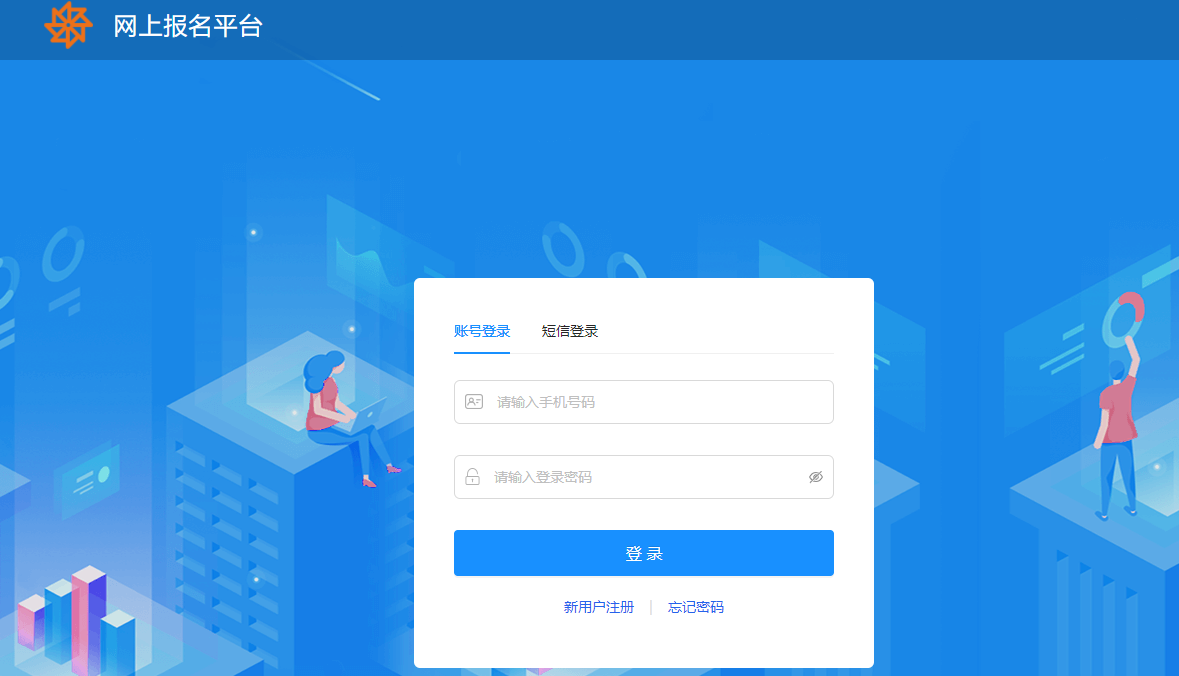 网上报名平台
账号登录 短信登录
请输入手机号码
请输入登录密码
登 录
新用户注册 | 忘记密码